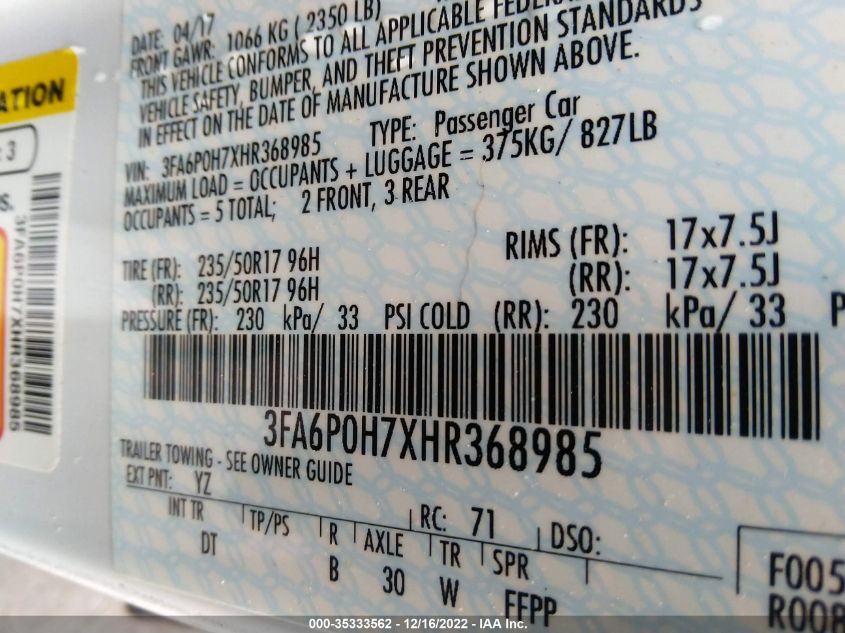 DATE: 04/17
FRONT GAWR: 1066 KG ( 2350 LB)
THIS VEHICLE CONFORMS TO ALL APPLICABLE
VEHICLE SAFETY, BUMPER, AND THEFT PREVENTION STANDARDS
IN EFFECT ON THE DATE OF MANUFACTURE SHOWN ABOVE.
VIN: 3FA6P0H7XHR368985 TYPE: Passenger Car
MAXIMUM LOAD = OCCUPANTS + LUGGAGE = 375KG/ 827LB
OCCUPANTS = 5 TOTAL; 2 FRONT, 3 REAR
TIRE (FR): 235/50R17 96H RIMS (FR): 17x7.5J
(RR): 235/50R17 96H (RR): 17x7.5J
PRESSURE (FR): 230 kPa/ 33 PSI COLD (RR): 230 kPa/ 33 P
3FA6P0H7XHR368985
TRAILER TOWING - SEE OWNER GUIDE
EXT PNT: YZ RC: 71 DSO:
INT TR TP/PS R AXLE TR SPR F005
DT B 30 W FFPP R008
ATION
: 3
3FA6P0H7XHR368985
000-35333562 - 12/16/2022 - IAA Inc.